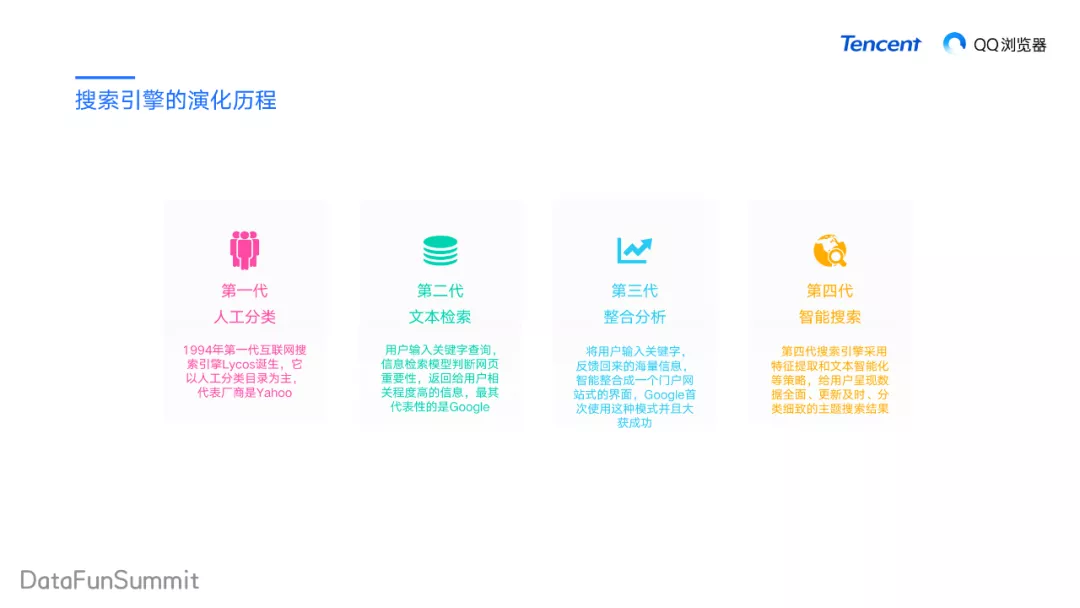 Tencent QQ浏览器
搜索引擎的演化历程
第一代
人工分类
1994年第一代互联网搜
索引擎Lycos诞生，它
以人工分类目录为主，
代表厂商是Yahoo
第二代
文本检索
用户输入关键字查询，
信息检索模型判断网页
重要性，返回给用户相
关程度高的信息，最其
代表性的是Google
第三代
整合分析
将用户输入关键字，
反馈回来的海量信息，
智能整合成一个门户网
站式的界面，Google首
次使用这种模式并且大
获成功
第四代
智能搜索
第四代搜索引擎采用
特征提取和文本智能化
等策略，给用户呈现数
据全面、更新及时、分
类细致的主题搜索结果
DataFunSummit